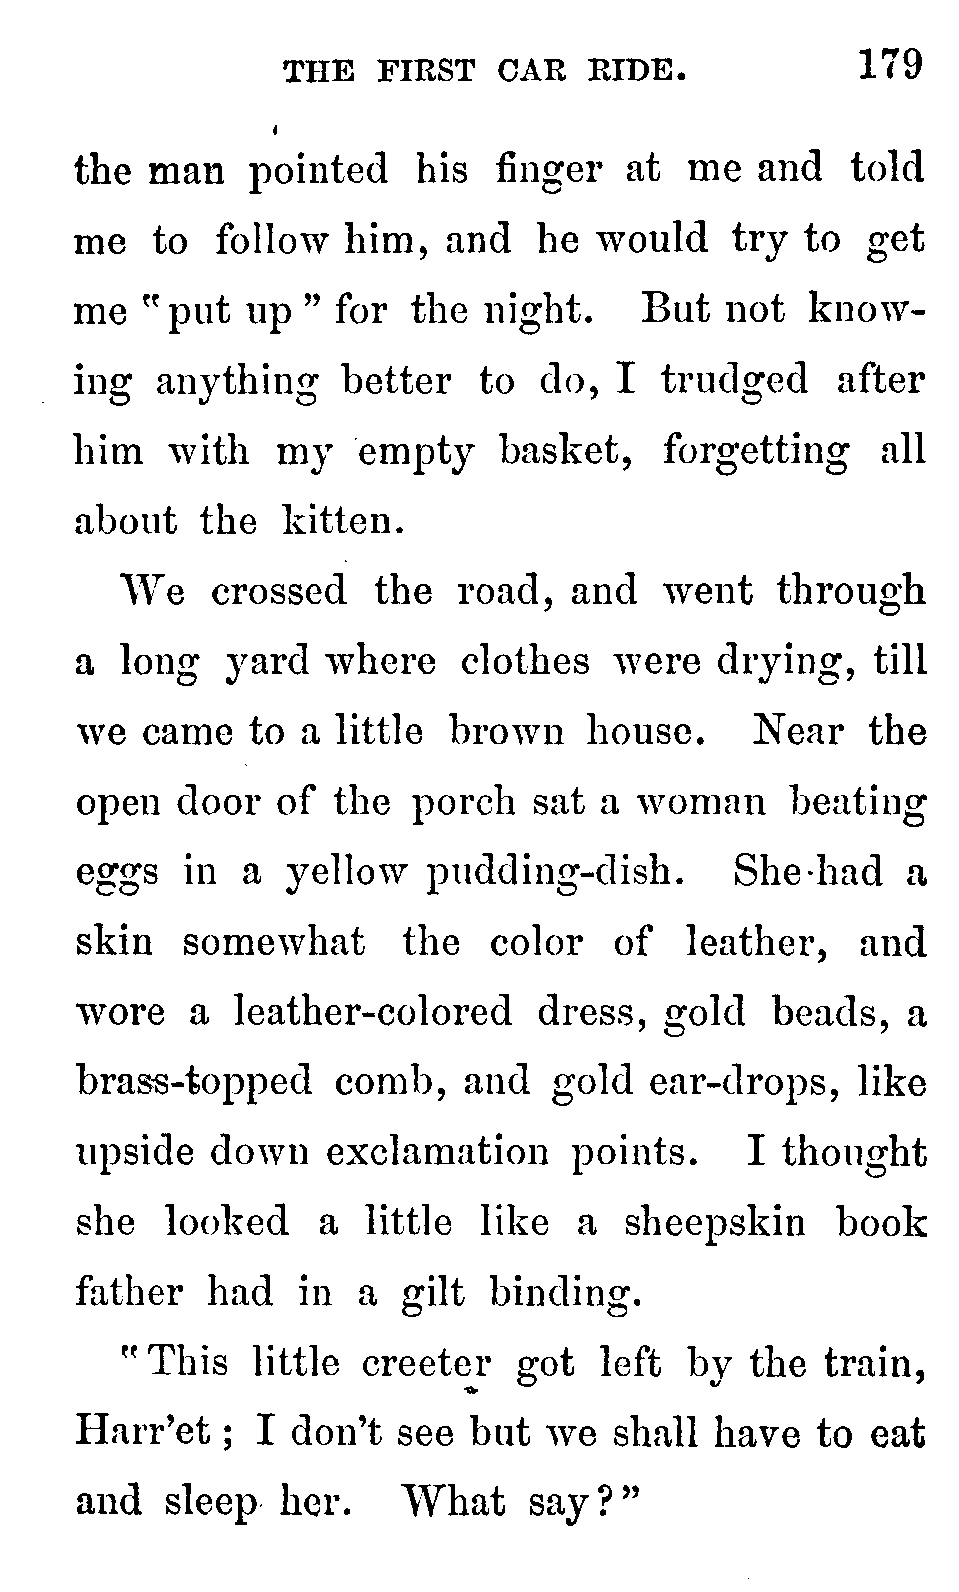 THE FIRST CAR RIDE. 179
the man pointed his finger at me and told
me to follow him, and he would try to get
me "put up" for the night. But not know-
ing anything better to do, I trudged after
him with my empty basket, forgetting all
about the kitten.
We crossed the road, and went through
a long yard where clothes were drying, till
we came to a little brown house. Near the
open door of the porch sat a woman beating
eggs in a yellow pudding-dish. She had a
skin somewhat the color of leather, and
wore a leather-colored dress, gold beads, a
brass-topped comb, and gold ear-drops, like
upside down exclamation points. I thought
she looked a little like a sheepskin book
father had in a gilt binding.
"This little creeter got left by the train,
Harr'et; I don't see but we shall have to eat
and sleep her. What say?"